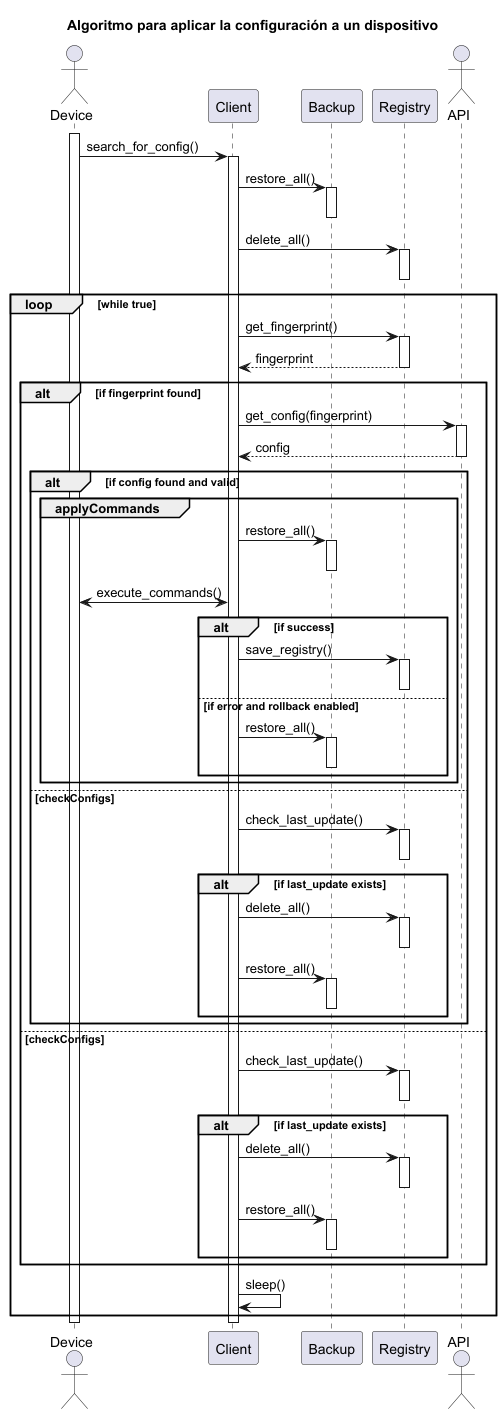 Algoritmo para aplicar la configuración a un dispositivo
Device
Client
Backup
Registry
API
search_for_config()
restore_all()
delete_all()
loop
[while true]
get_fingerprint()
fingerprint
alt
[if fingerprint found]
get_config(fingerprint)
config
alt
[if config found and valid]
applyCommands
restore_all()
execute_commands()
alt
[if success]
save_registry()
[if error and rollback enabled]
restore_all()
[checkConfigs]
check_last_update()
alt
[if last_update exists]
delete_all()
restore_all()
[checkConfigs]
check_last_update()
alt
[if last_update exists]
delete_all()
restore_all()
sleep()
Device
Client
Backup
Registry
API